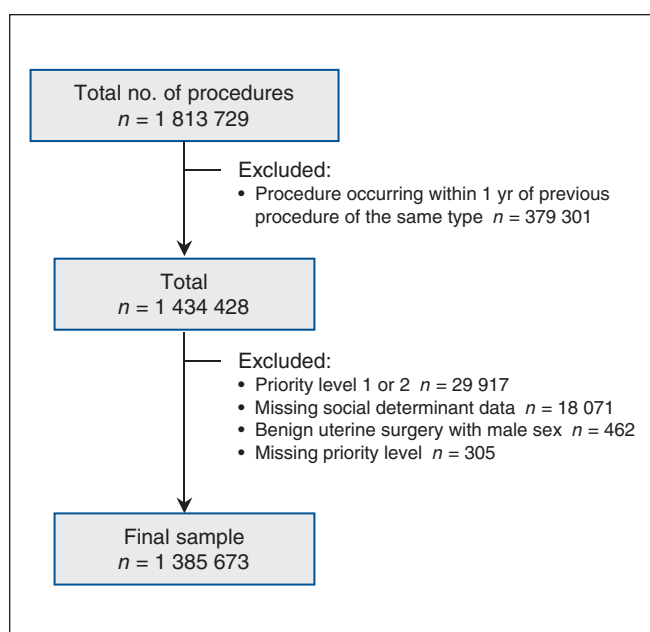 Total no. of procedures
n = 1 813 729
Excluded:
• Procedure occurring within 1 yr of previous
procedure of the same type n = 379 301
Total
n = 1 434 428
Excluded:
• Priority level 1 or 2 n = 29 917
• Missing social determinant data n = 18 071
• Benign uterine surgery with male sex n = 462
• Missing priority level n = 305
Final sample
n = 1 385 673